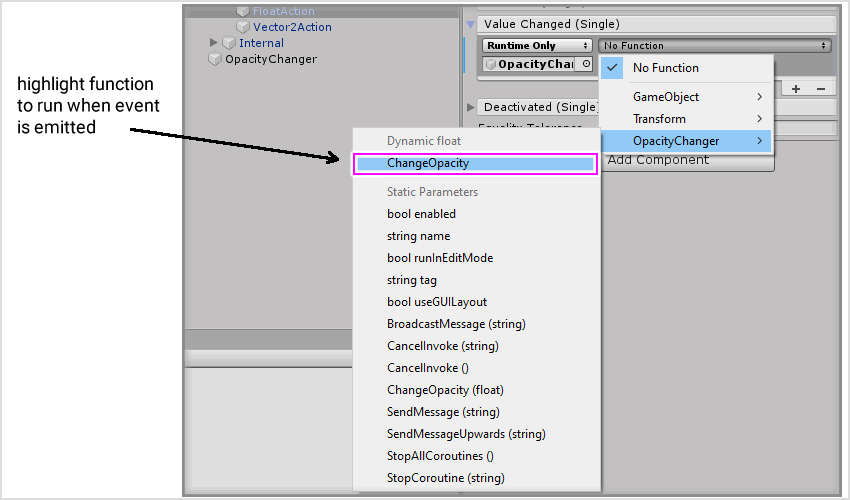 FloatAction
Vector2Action
Internal
OpacityChanger
highlight function
to run when event
is emitted
Value Changed (Single)
Runtime Only
No Function
OpacityChan
No Function
GameObject
Transform
OpacityChanger
+ −
Deactivated (Single)
Equality Tolerance
Add Component
Dynamic float
ChangeOpacity
Static Parameters
bool enabled
string name
bool runInEditMode
string tag
bool useGUILayout
BroadcastMessage (string)
CancelInvoke (string)
CancelInvoke ()
ChangeOpacity (float)
SendMessage (string)
SendMessageUpwards (string)
StopAllCoroutines ()
StopCoroutine (string)